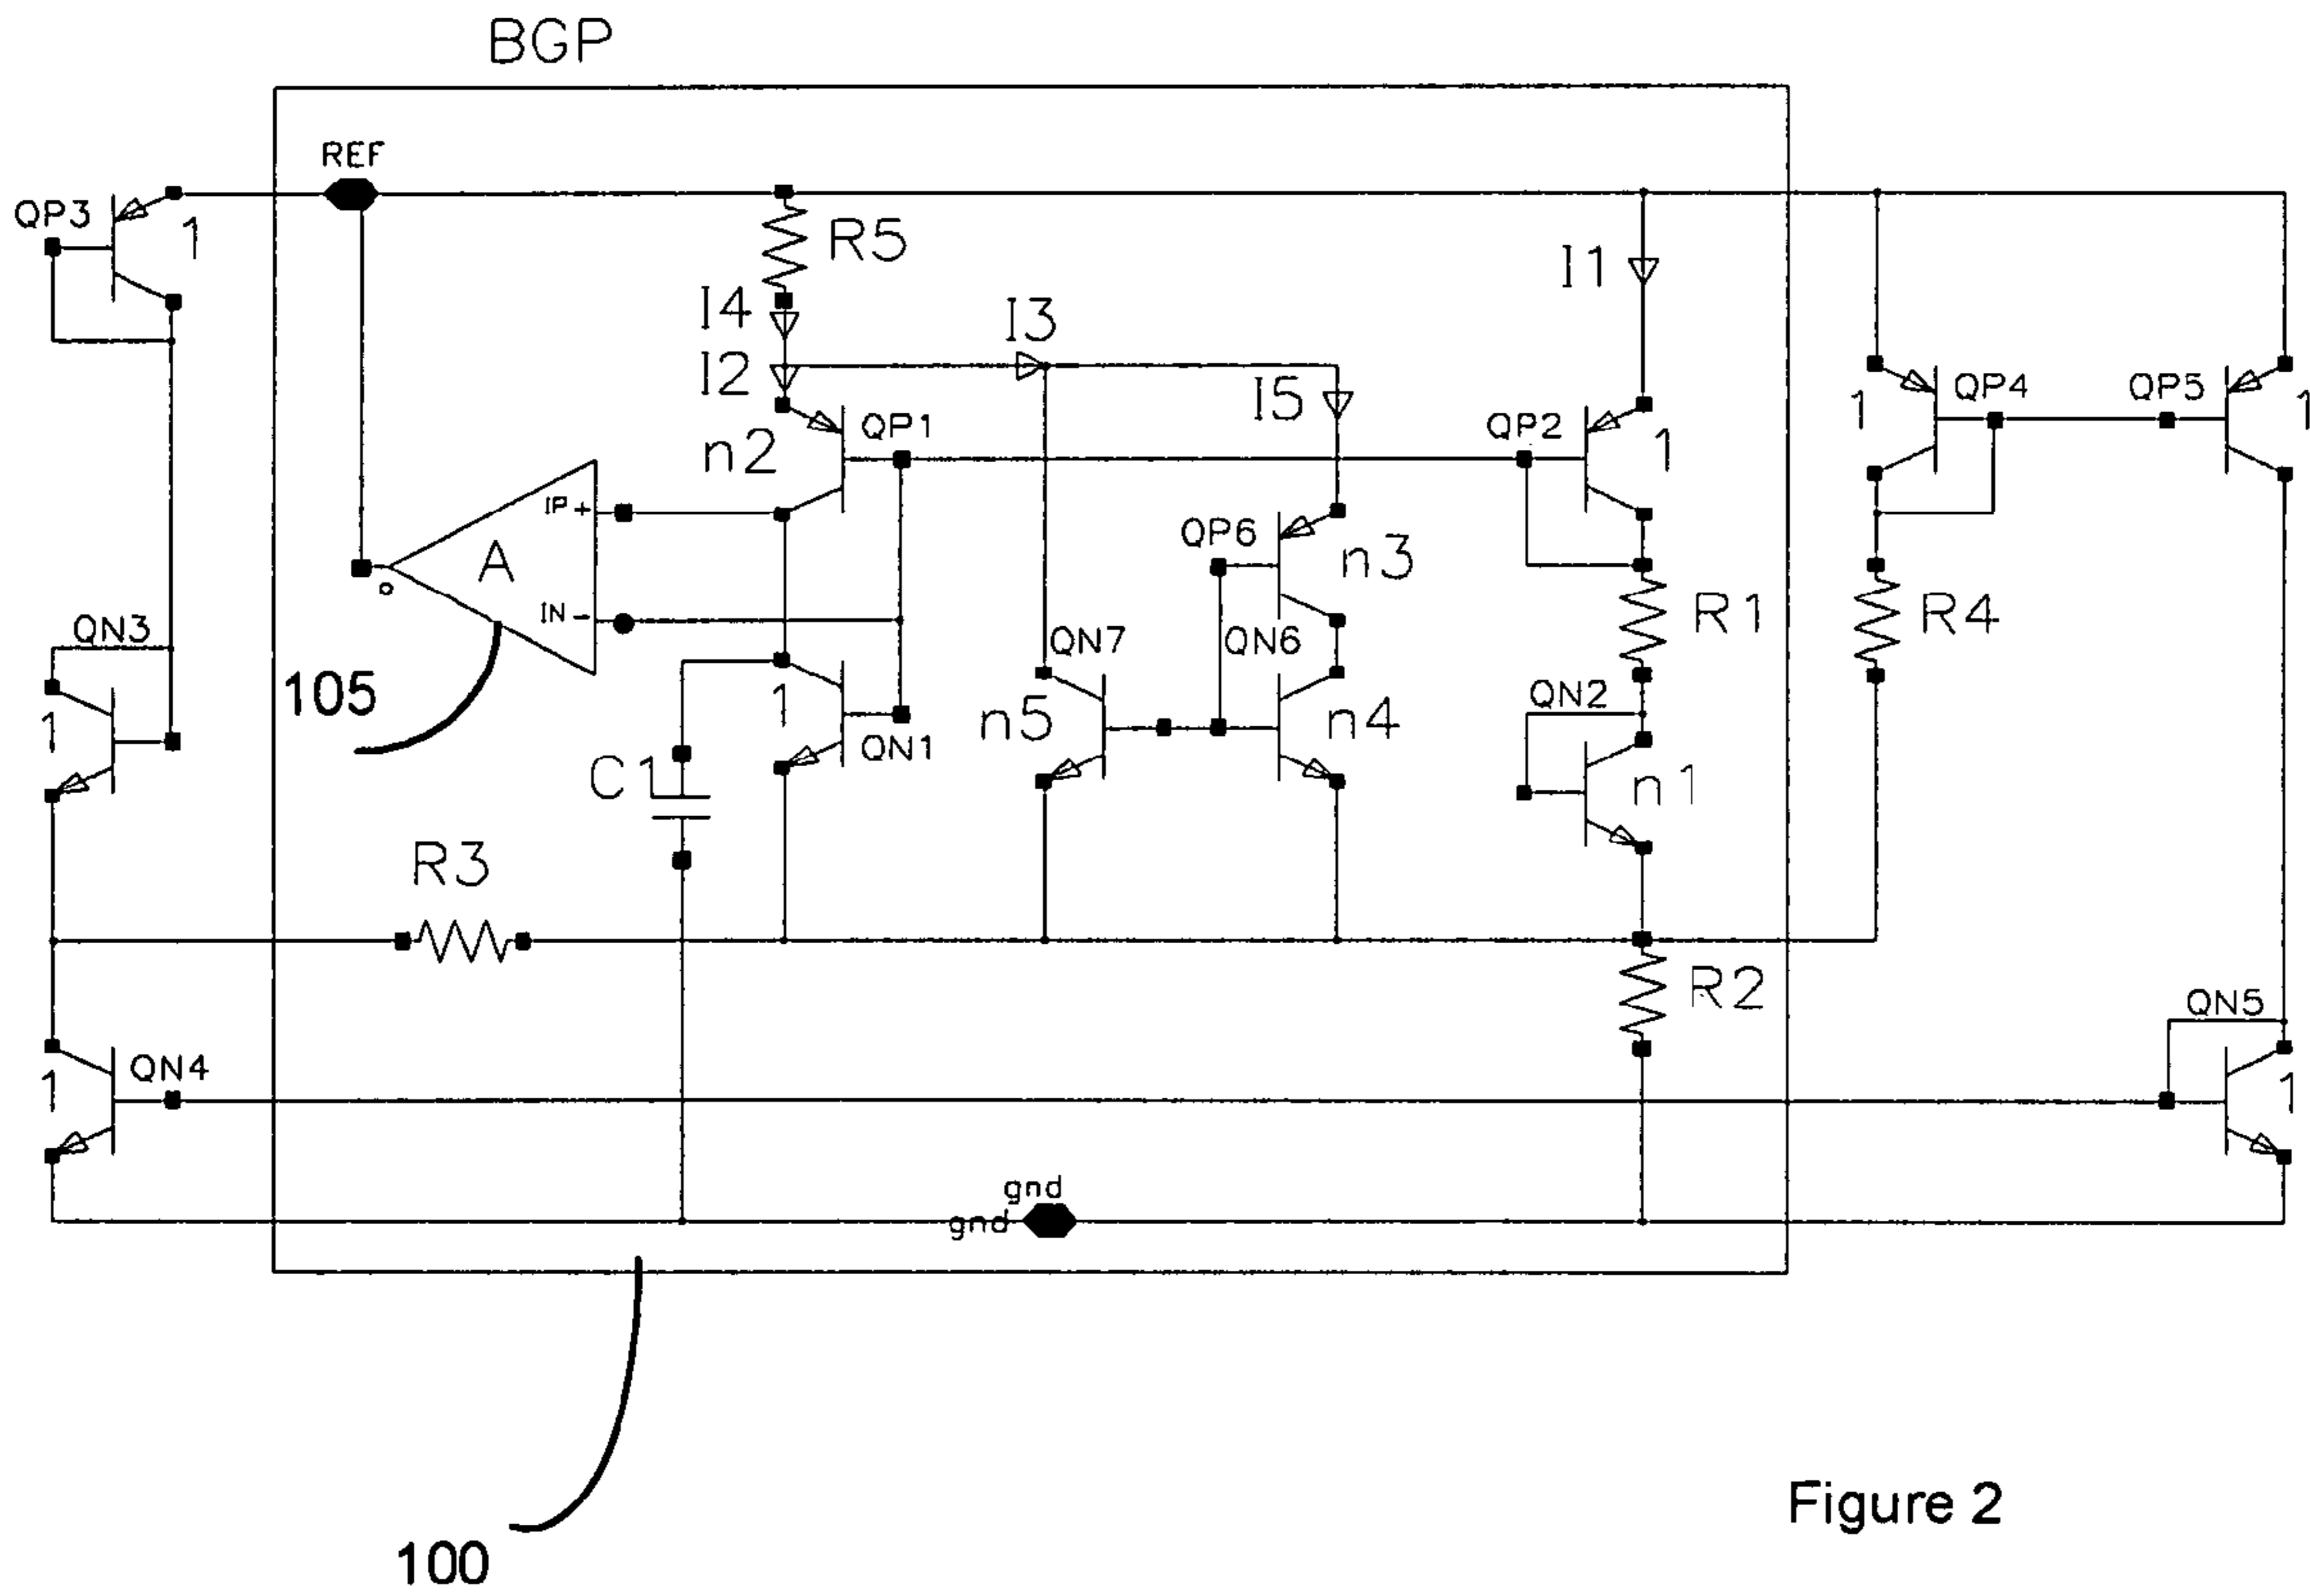 BGP
REF
QP3
1
R5
I1
I4
I3
I2
I5
QP1
n2
QP2
1
1
QP4
QP5
1
IP +
A
QP6
n3
IN -
R1
R4
QN3
105
1
1
QN1
QN7
n5
QN6
n4
QN2
n1
C1
R3
R2
QN5
1
QN4
1
gnd
gnd
100
Figure 2